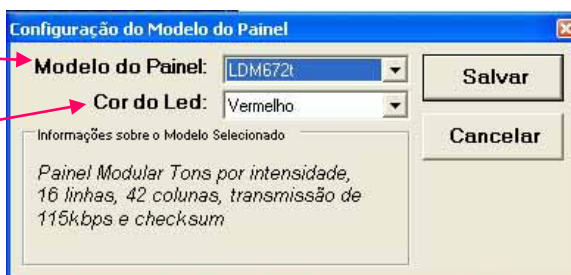 Configuração do Modelo do Painel
Modelo do Painel: LDM672t
Salvar
Cor do Led: Vermelho
Cancelar
Informações sobre o Modelo Selecionado
Painel Modular Tons por intensidade,
16 linhas, 42 colunas, transmissão de
115kbps e checksum